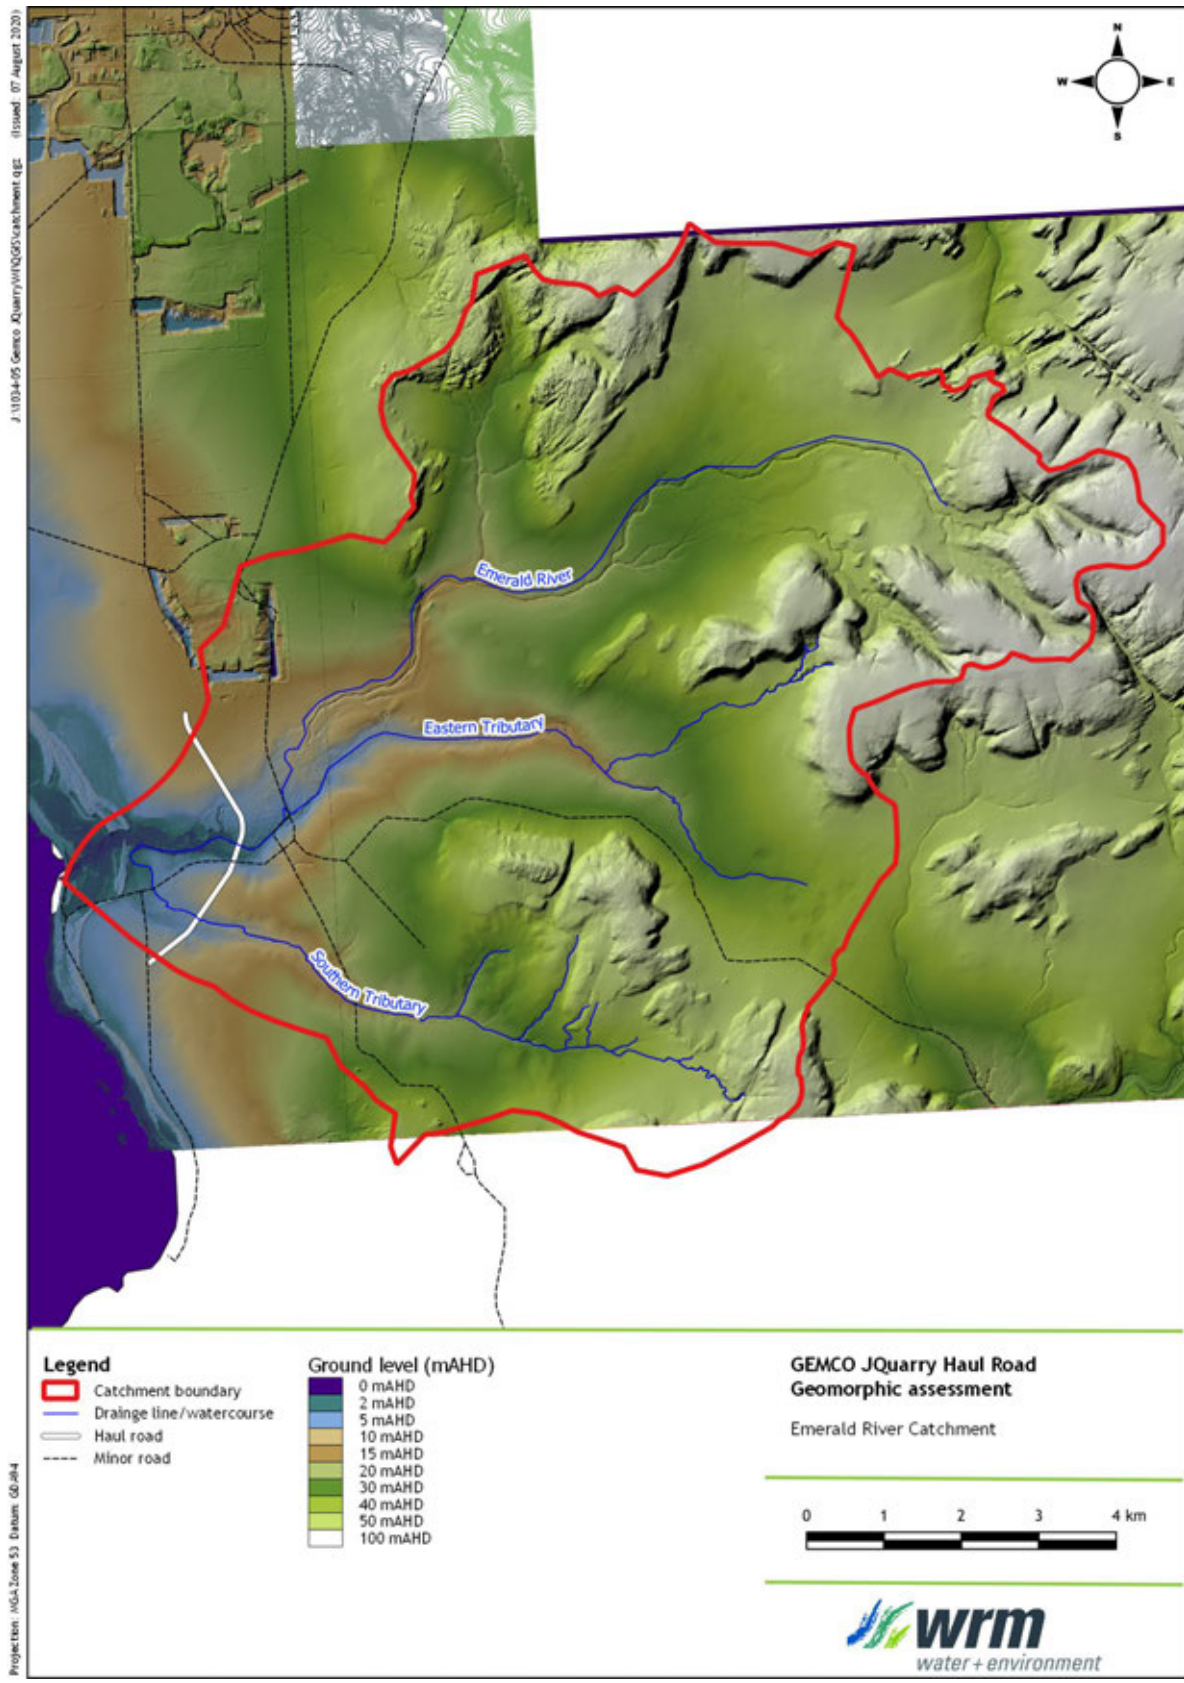 J:\1034-05 Gemco JQuarry\WI\QGIS\catchment.qgz (Issued: 07 August 2020)
N
W E
S
Emerald River
Eastern Tributary
Southern Tributary
Legend
Catchment boundary
Drainge line/watercourse
Haul road
Minor road
Ground level (mAHD)
0 mAHD
2 mAHD
5 mAHD
10 mAHD
15 mAHD
20 mAHD
30 mAHD
40 mAHD
50 mAHD
100 mAHD
GEMCO JQuarry Haul Road
Geomorphic assessment
Emerald River Catchment
0 1 2 3 4 km
Projection: MGA Zone 53 Datum: GDA94
wrm
water + environment